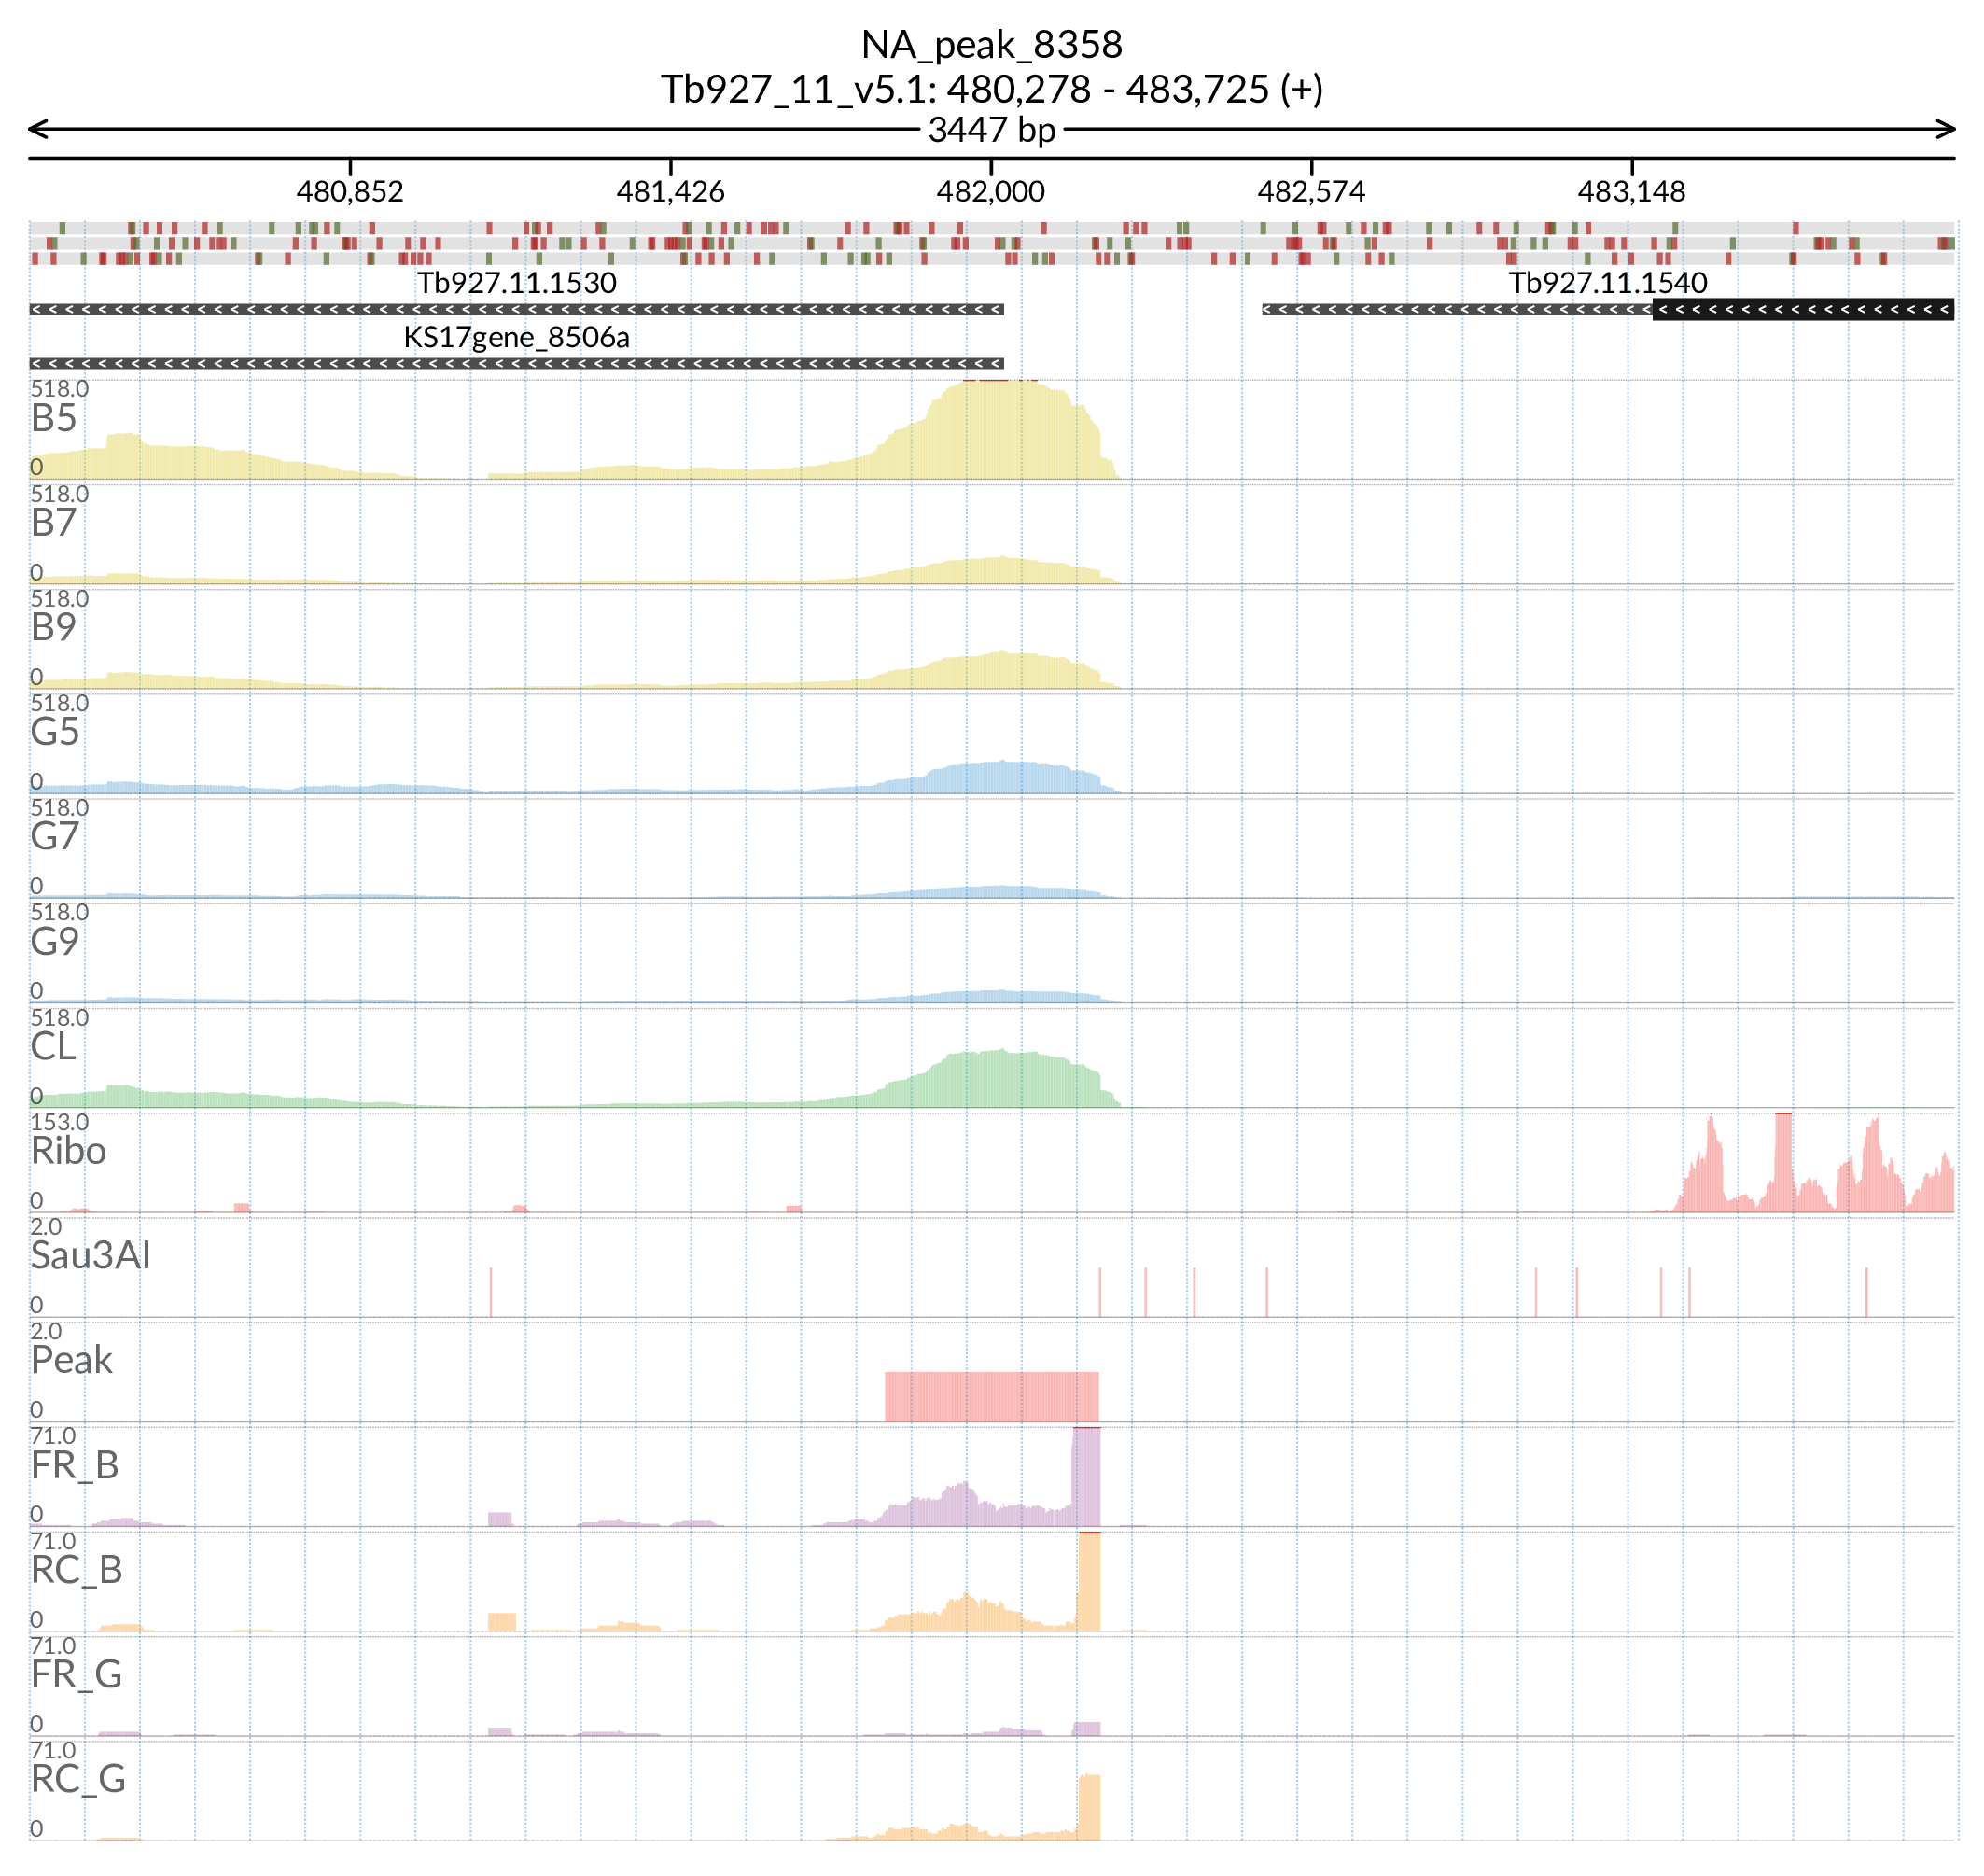 NA_peak_8358
Tb927_11_v5.1: 480,278 - 483,725 (+)
3447 bp
480,852 481,426 482,000 482,574 483,148
Tb927.11.1530 Tb927.11.1540
KS17gene_8506a
518.0
B5
0
518.0
B7
0
518.0
B9
0
518.0
G5
0
518.0
G7
0
518.0
G9
0
518.0
CL
0
153.0
Ribo
0
2.0
Sau3AI
0
2.0
Peak
0
71.0
FR_B
0
71.0
RC_B
0
71.0
FR_G
0
71.0
RC_G
0